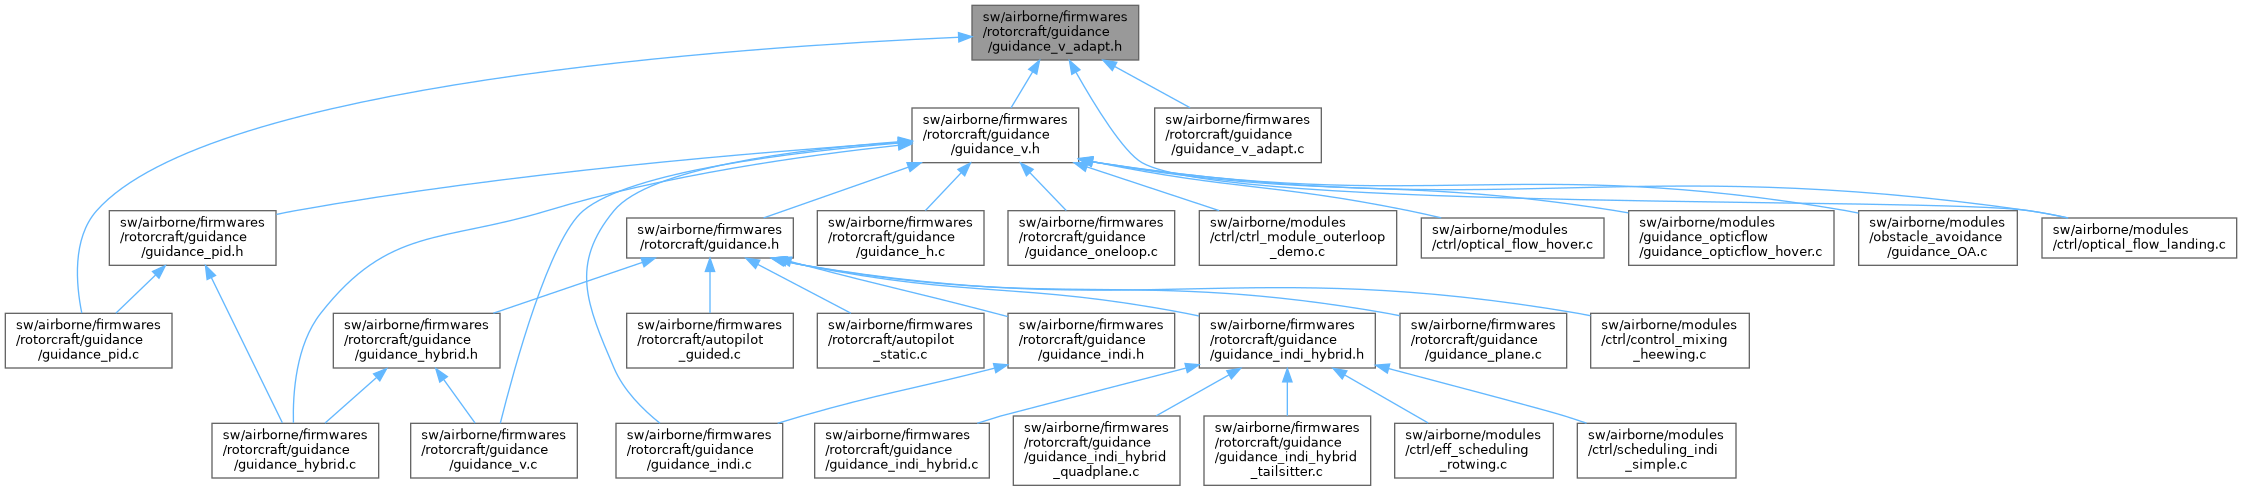 sw/airborne/firmwares
/rotorcraft/guidance
/guidance_v_adapt.h
sw/airborne/firmwares
/rotorcraft/guidance
/guidance_v.h
sw/airborne/firmwares
/rotorcraft/guidance
/guidance_v_adapt.c
sw/airborne/firmwares
/rotorcraft/guidance
/guidance_pid.h
sw/airborne/firmwares
/rotorcraft/guidance.h
sw/airborne/firmwares
/rotorcraft/guidance
/guidance_h.c
sw/airborne/firmwares
/rotorcraft/guidance
/guidance_oneloop.c
sw/airborne/modules
/ctrl/ctrl_module_outerloop
_demo.c
sw/airborne/modules
/ctrl/optical_flow_hover.c
sw/airborne/modules
/guidance_opticflow
/guidance_opticflow_hover.c
sw/airborne/modules
/obstacle_avoidance
/guidance_OA.c
sw/airborne/modules
/ctrl/optical_flow_landing.c
sw/airborne/firmwares
/rotorcraft/guidance
/guidance_pid.c
sw/airborne/firmwares
/rotorcraft/guidance
/guidance_hybrid.h
sw/airborne/firmwares
/rotorcraft/autopilot
_guided.c
sw/airborne/firmwares
/rotorcraft/autopilot
_static.c
sw/airborne/firmwares
/rotorcraft/guidance
/guidance_indi.h
sw/airborne/firmwares
/rotorcraft/guidance
/guidance_indi_hybrid.h
sw/airborne/firmwares
/rotorcraft/guidance
/guidance_plane.c
sw/airborne/modules
/ctrl/control_mixing
_heewing.c
sw/airborne/firmwares
/rotorcraft/guidance
/guidance_hybrid.c
sw/airborne/firmwares
/rotorcraft/guidance
/guidance_v.c
sw/airborne/firmwares
/rotorcraft/guidance
/guidance_indi.c
sw/airborne/firmwares
/rotorcraft/guidance
/guidance_indi_hybrid.c
sw/airborne/firmwares
/rotorcraft/guidance
/guidance_indi_hybrid
_quadplane.c
sw/airborne/firmwares
/rotorcraft/guidance
/guidance_indi_hybrid
_tailsitter.c
sw/airborne/modules
/ctrl/eff_scheduling
_rotwing.c
sw/airborne/modules
/ctrl/scheduling_indi
_simple.c